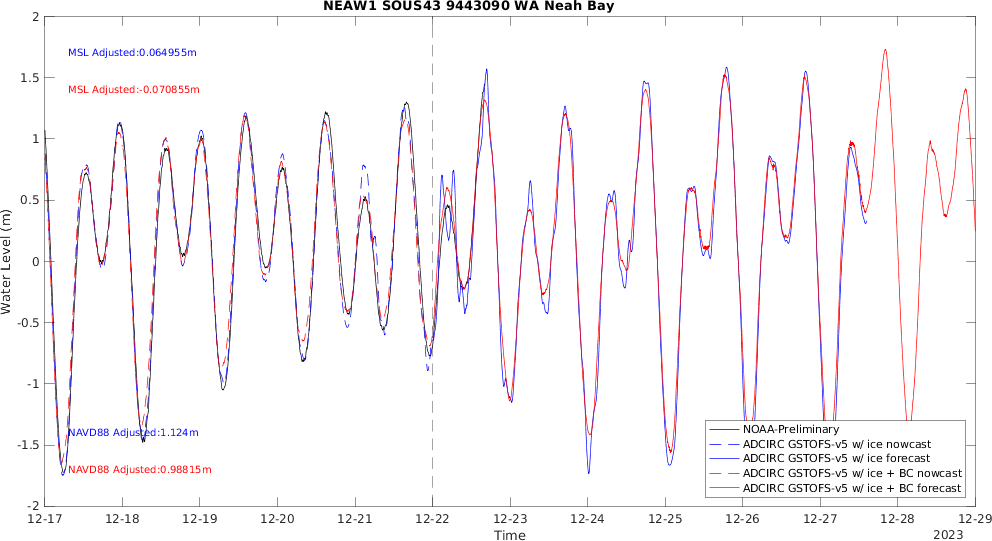 NEAW1 SOUS43 9443090 WA Neah Bay
2
1.5
1
0.5
0
-0.5
-1
-1.5
-2
Water Level (m)
MSL Adjusted:0.064955m
MSL Adjusted:-0.070855m
NAVD88 Adjusted:1.124m
NAVD88 Adjusted:0.98815m
NOAA-Preliminary
ADCIRC GSTOFS-v5 w/ ice nowcast
ADCIRC GSTOFS-v5 w/ ice forecast
ADCIRC GSTOFS-v5 w/ ice + BC nowcast
ADCIRC GSTOFS-v5 w/ ice + BC forecast
12-17 12-18 12-19 12-20 12-21 12-22 12-23 12-24 12-25 12-26 12-27 12-28 12-29
Time
2023